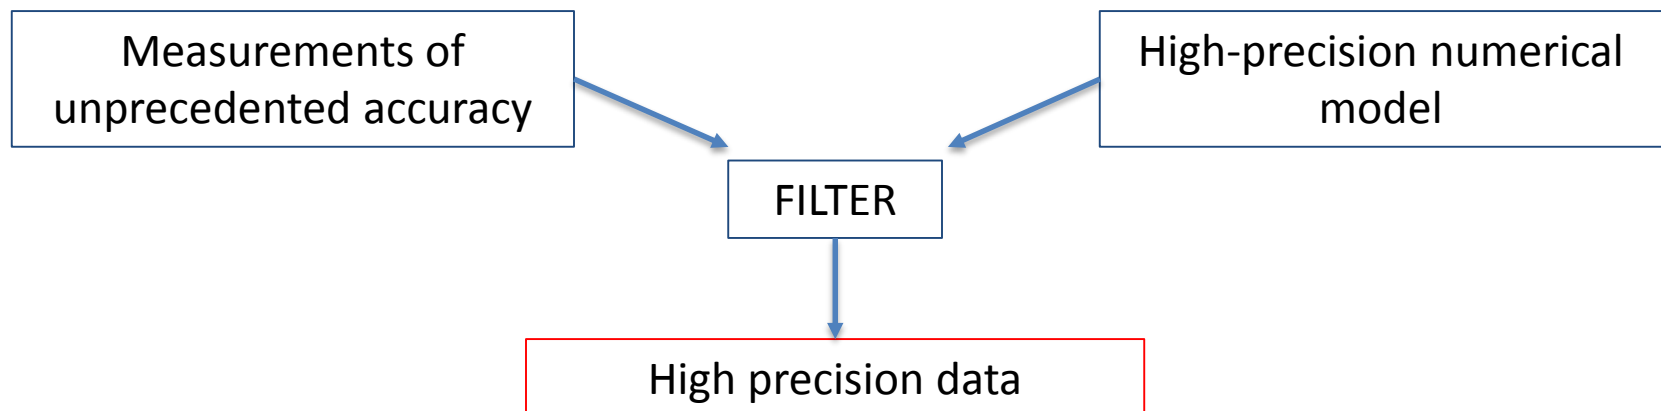 Measurements of
unprecedented accuracy
High-precision numerical
model
FILTER
High precision data